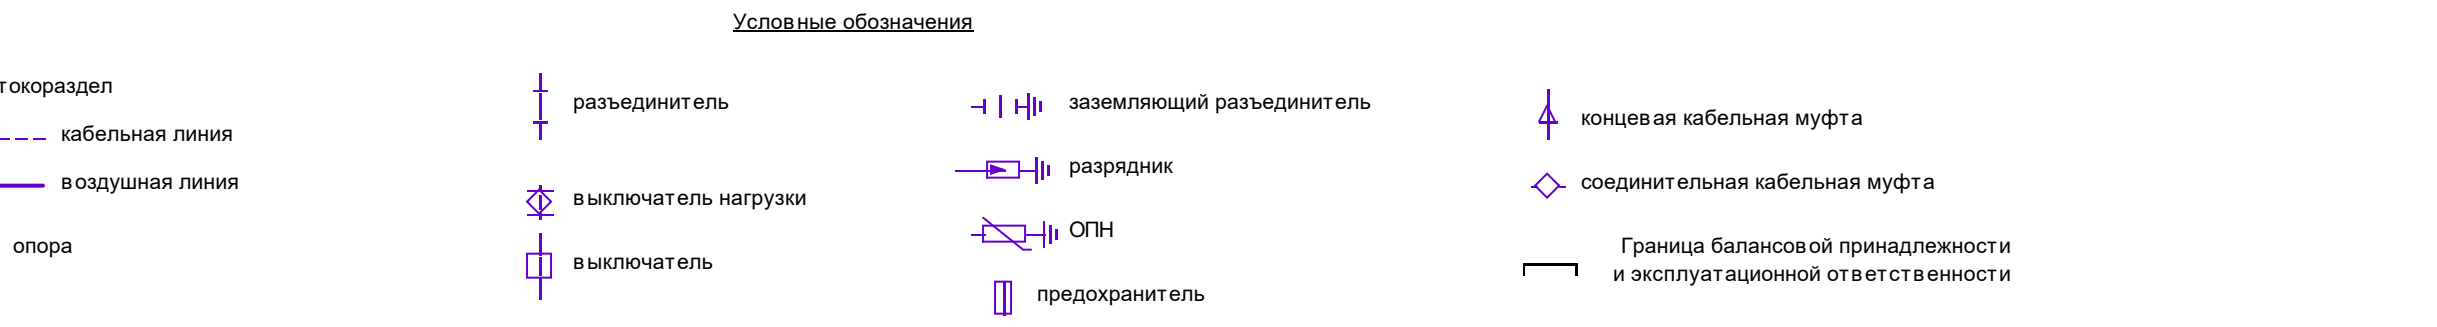 Условные обозначения
токораздел
кабельная линия
воздушная линия
опора
разъединитель
выключатель нагрузки
выключатель
заземляющий разъединитель
разрядник
ОПН
предохранитель
концевая кабельная муфта
соединительная кабельная муфта
Граница балансовой принадлежности
и эксплуатационной ответственности